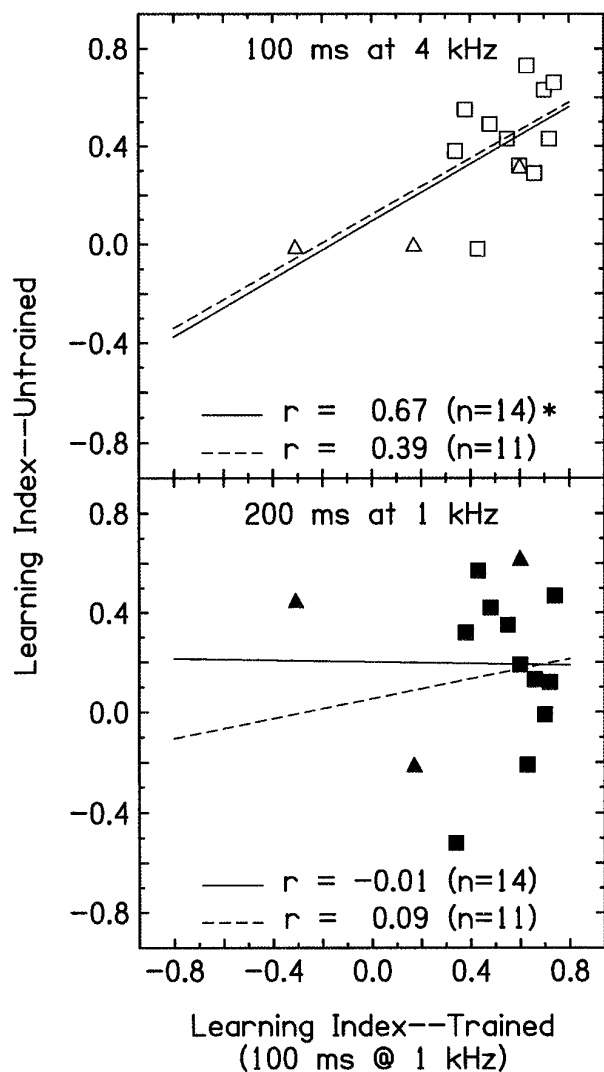 Learning Index--Untrained
0.8
0.4
0.0
-0.4
-0.8
100 ms at 4 kHz
r = 0.67 (n=14)*
r = 0.39 (n=11)
0.8
0.4
0.0
-0.4
-0.8
200 ms at 1 kHz
r = -0.01 (n=14)
r = 0.09 (n=11)
-0.8 -0.4 0.0 0.4 0.8
Learning Index--Trained
(100 ms @ 1 kHz)